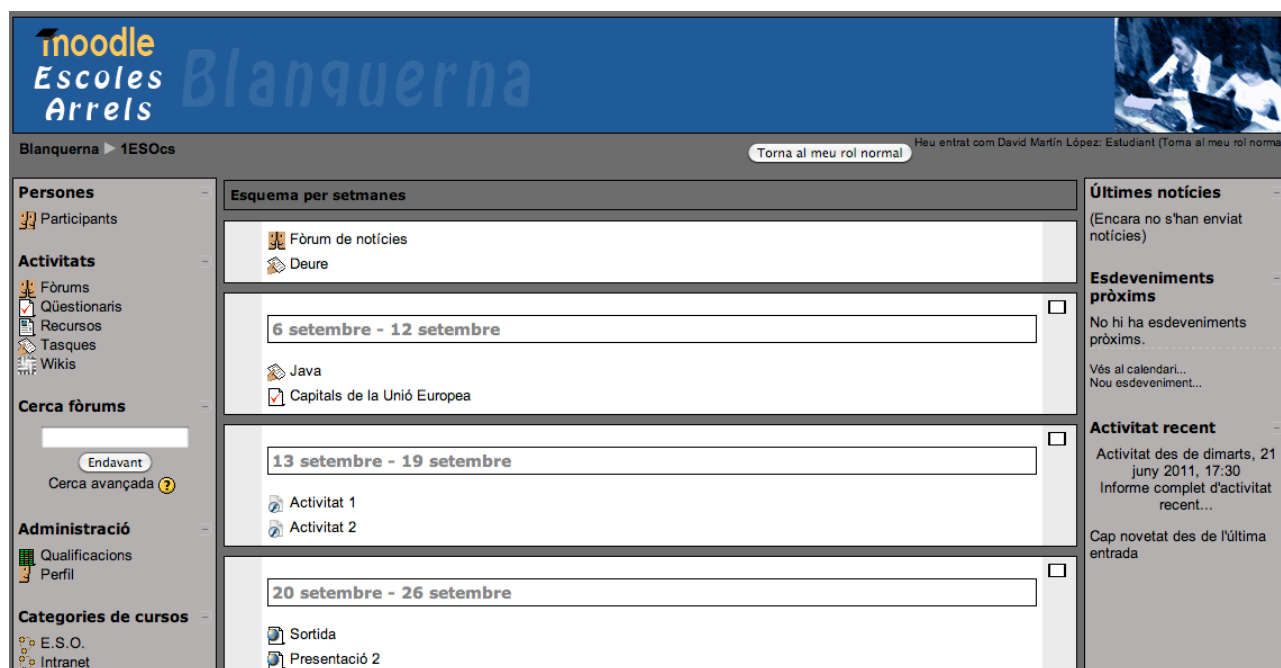 moodle
Escoles
Arrels
Blanquerna
Blanquerna 1ESOcs
Torna al meu rol normal
Heu entrat com David Martín López: Estudiant (Torna al meu rol norma
Persones
Participants
Activitats
Fòrums
Qüestionaris
Recursos
Tasques
Wikis
Cerca fòrums
Endavant
Cerca avançada ?
Administració
Qualificacions
Perfil
Categories de cursos
E.S.O.
Intranet
Esquema per setmanes
Fòrum de notícies
Deure
6 setembre - 12 setembre
Java
Capitals de la Unió Europea
13 setembre - 19 setembre
Activitat 1
Activitat 2
20 setembre - 26 setembre
Sortida
Presentació 2
Últimes notícies
(Encara no s'han enviat
notícies)
Esdeveniments
pròxims
No hi ha esdeveniments
pròxims.
Vés al calendari...
Nou esdeveniment...
Activitat recent
Activitat des de dimarts, 21
juny 2011, 17:30
Informe complet d'activitat
recent...
Cap novetat des de l'última
entrada